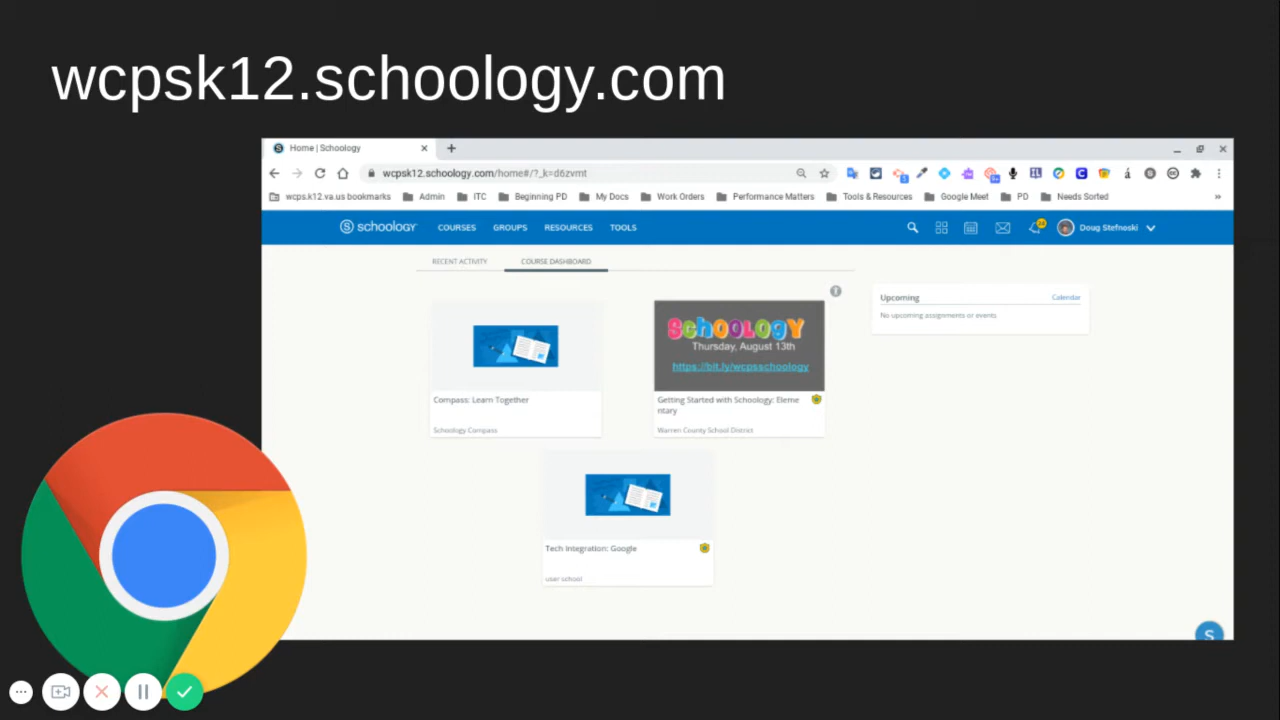 wcpsk12.schoology.com
Home | Schoology
wcpsk12.schoology.com/home#/?_k=d6zvmt
wcps.k12.va.us bookmarks Admin ITC Beginning PD My Docs Work Orders Performance Matters Tools & Resources Google Meet PD Needs Sorted »
schoology COURSES GROUPS RESOURCES TOOLS Doug Stefnoski
RECENT ACTIVITY COURSE DASHBOARD
Upcoming Calendar
No upcoming assignments or events
SCHOOLOGY
Thursday, August 13th
https://bit.ly/wcpsschoology
Compass: Learn Together
Schoology Compass
Getting Started with Schoology: Eleme
ntary
Warren County School District
Tech Integration: Google
user school
S